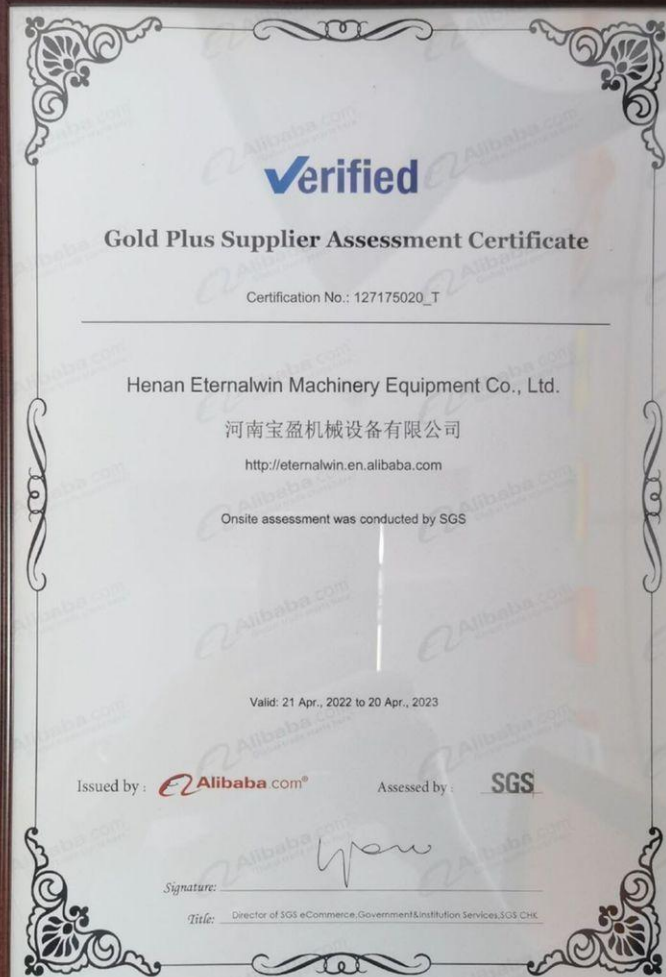 Verified
Gold Plus Supplier Assessment Certificate
Certification No.: 127175020_T
Henan Eternalwin Machinery Equipment Co., Ltd.
河南宝盈机械设备有限公司
http://eternalwin.en.alibaba.com
Onsite assessment was conducted by SGS
Valid: 21 Apr., 2022 to 20 Apr., 2023
Issued by : Alibaba.com® Assessed by : SGS
Signature:
Title: Director of SGS eCommerce,Government&Institution Services,SGS CHK